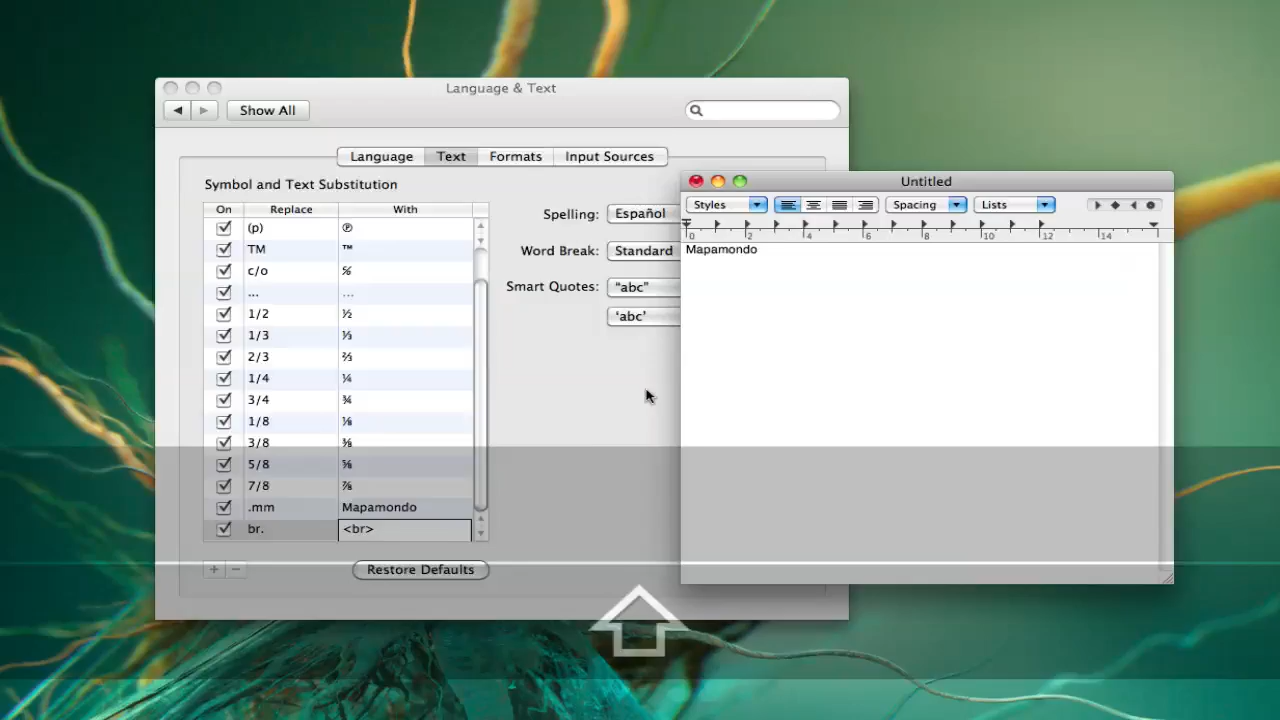 Language & Text
Show All
Language Text Formats Input Sources
Symbol and Text Substitution
On Replace With
(p) ℗
TM ™
c/o ℅
... …
1/2 ½
1/3 ⅓
2/3 ⅔
1/4 ¼
3/4 ¾
1/8 ⅛
3/8 ⅜
5/8 ⅝
7/8 ⅞
.mm Mapamondo
br. <br>
Restore Defaults
Spelling: Español
Word Break: Standard
Smart Quotes: “abc”
‘abc’
Untitled
Styles Spacing Lists
0 2 4 6 8 10 12 14
Mapamondo